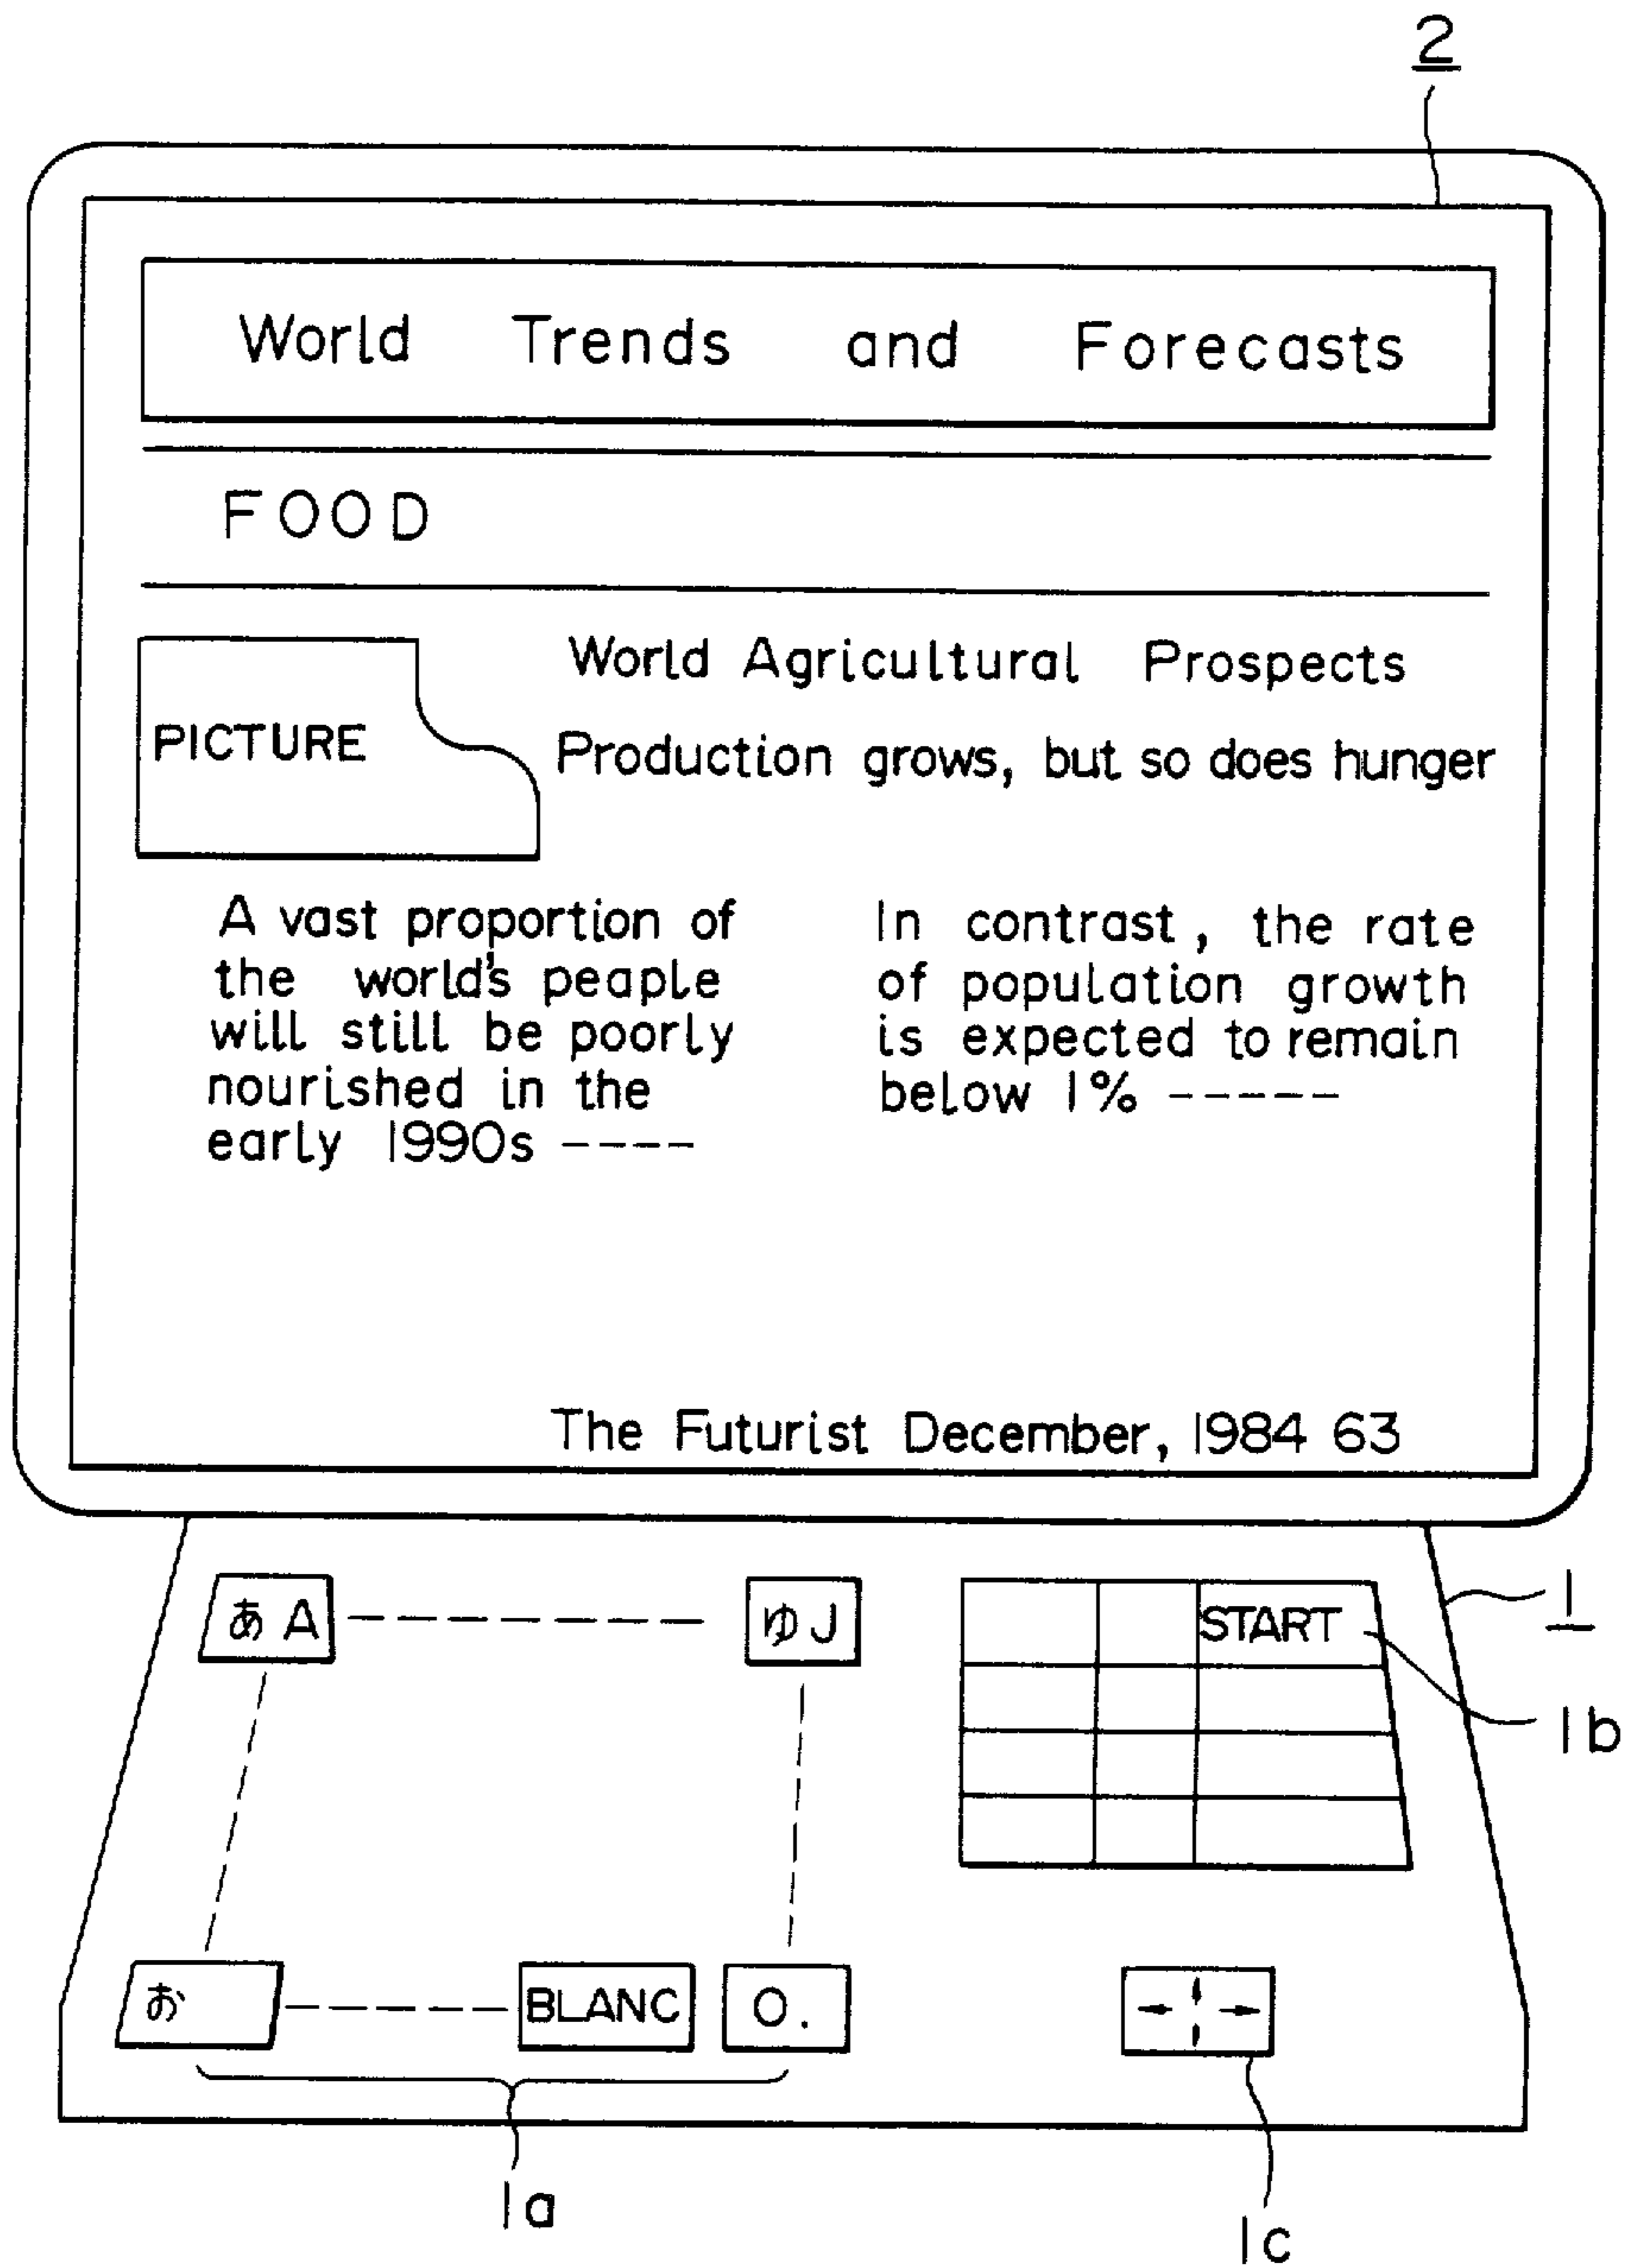 2
World Trends and Forecasts
FOOD
PICTURE
World Agricultural Prospects
Production grows, but so does hunger
A vast proportion of
the world's peaple
will still be poorly
nourished in the
early 1990s ----
In contrast, the rate
of population growth
is expected to remain
below 1% -----
The Futurist December, 1984 63
あ A
ゆ J
START
1
1b
お
BLANC
0.
1a
1c